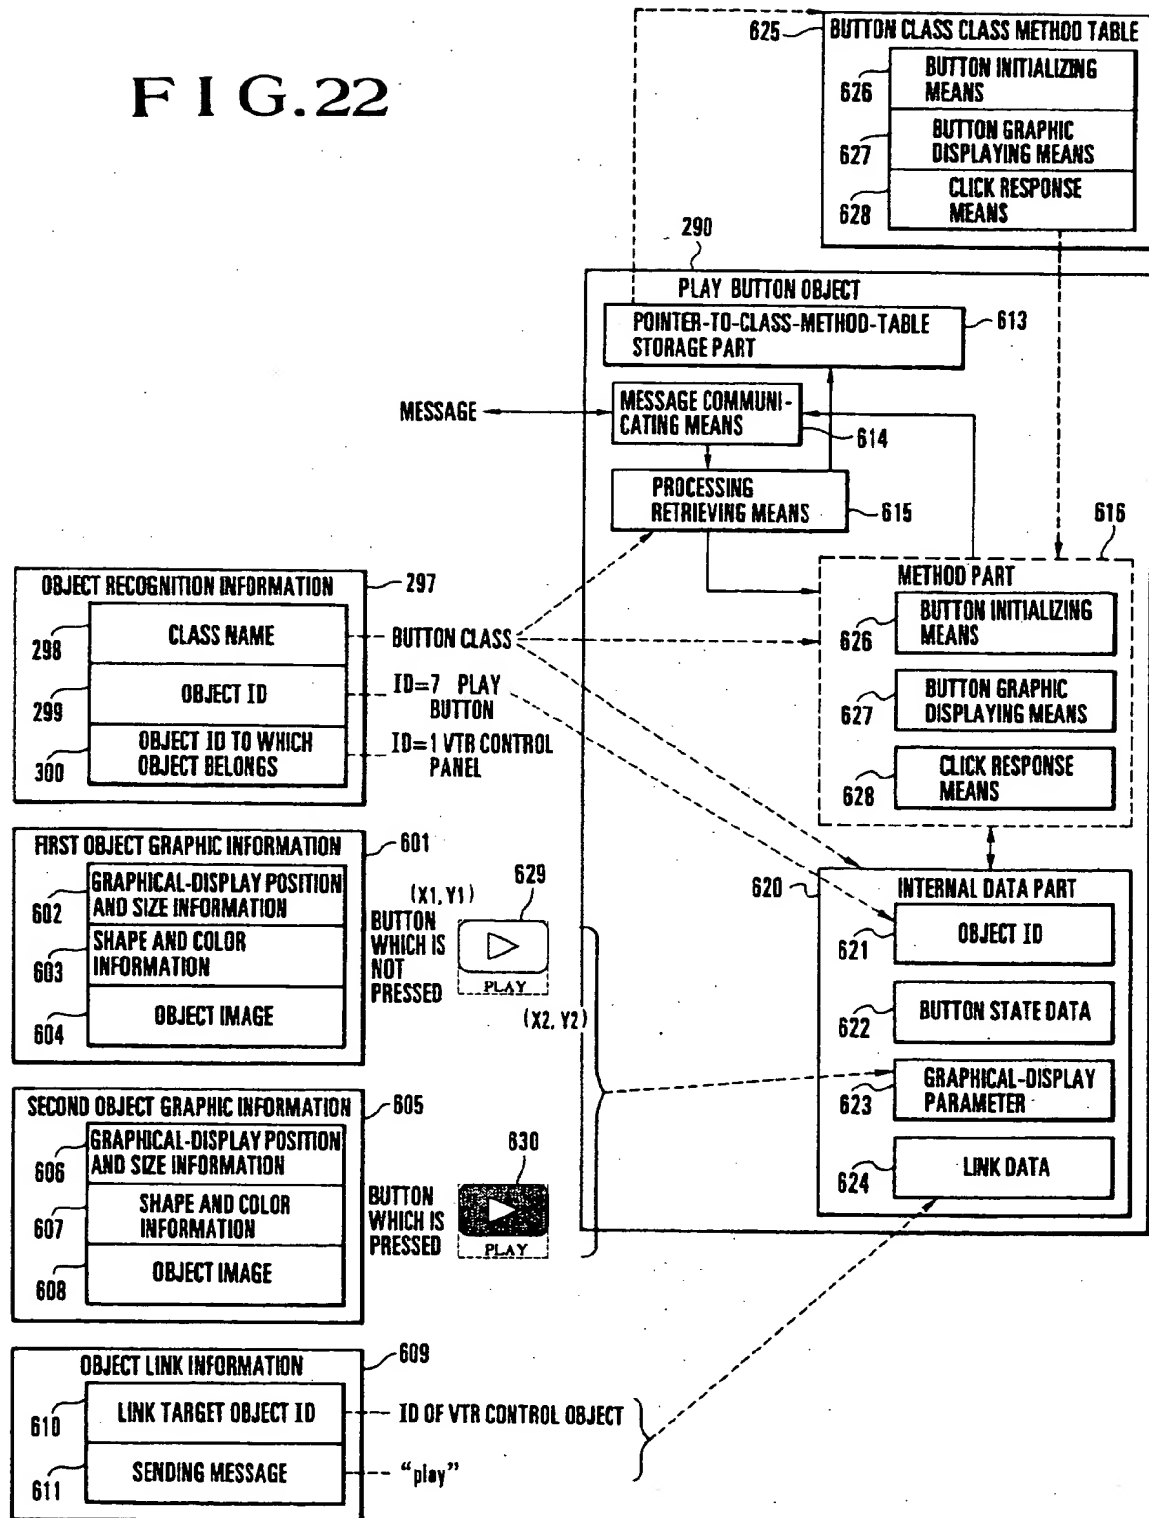 FIG.22
625
BUTTON CLASS CLASS METHOD TABLE
626
BUTTON INITIALIZING
MEANS
627
BUTTON GRAPHIC
DISPLAYING MEANS
628
CLICK RESPONSE
MEANS
290
PLAY BUTTON OBJECT
POINTER-TO-CLASS-METHOD-TABLE
STORAGE PART
613
MESSAGE
MESSAGE COMMUNI-
CATING MEANS
614
PROCESSING
RETRIEVING MEANS
615
616
METHOD PART
626
BUTTON INITIALIZING
MEANS
627
BUTTON GRAPHIC
DISPLAYING MEANS
628
CLICK RESPONSE
MEANS
OBJECT RECOGNITION INFORMATION
297
298
CLASS NAME
BUTTON CLASS
299
OBJECT ID
ID=7 PLAY
BUTTON
300
OBJECT ID TO WHICH
OBJECT BELONGS
ID=1 VTR CONTROL
PANEL
FIRST OBJECT GRAPHIC INFORMATION
601
602
GRAPHICAL-DISPLAY POSITION
AND SIZE INFORMATION
603
SHAPE AND COLOR
INFORMATION
604
OBJECT IMAGE
(X1, Y1)
BUTTON
WHICH IS
NOT
PRESSED
629
PLAY
(X2, Y2)
620
INTERNAL DATA PART
621
OBJECT ID
622
BUTTON STATE DATA
623
GRAPHICAL-DISPLAY
PARAMETER
624
LINK DATA
SECOND OBJECT GRAPHIC INFORMATION
605
606
GRAPHICAL-DISPLAY POSITION
AND SIZE INFORMATION
607
SHAPE AND COLOR
INFORMATION
608
OBJECT IMAGE
BUTTON
WHICH IS
PRESSED
630
PLAY
OBJECT LINK INFORMATION
609
610
LINK TARGET OBJECT ID
ID OF VTR CONTROL OBJECT
611
SENDING MESSAGE
"play"